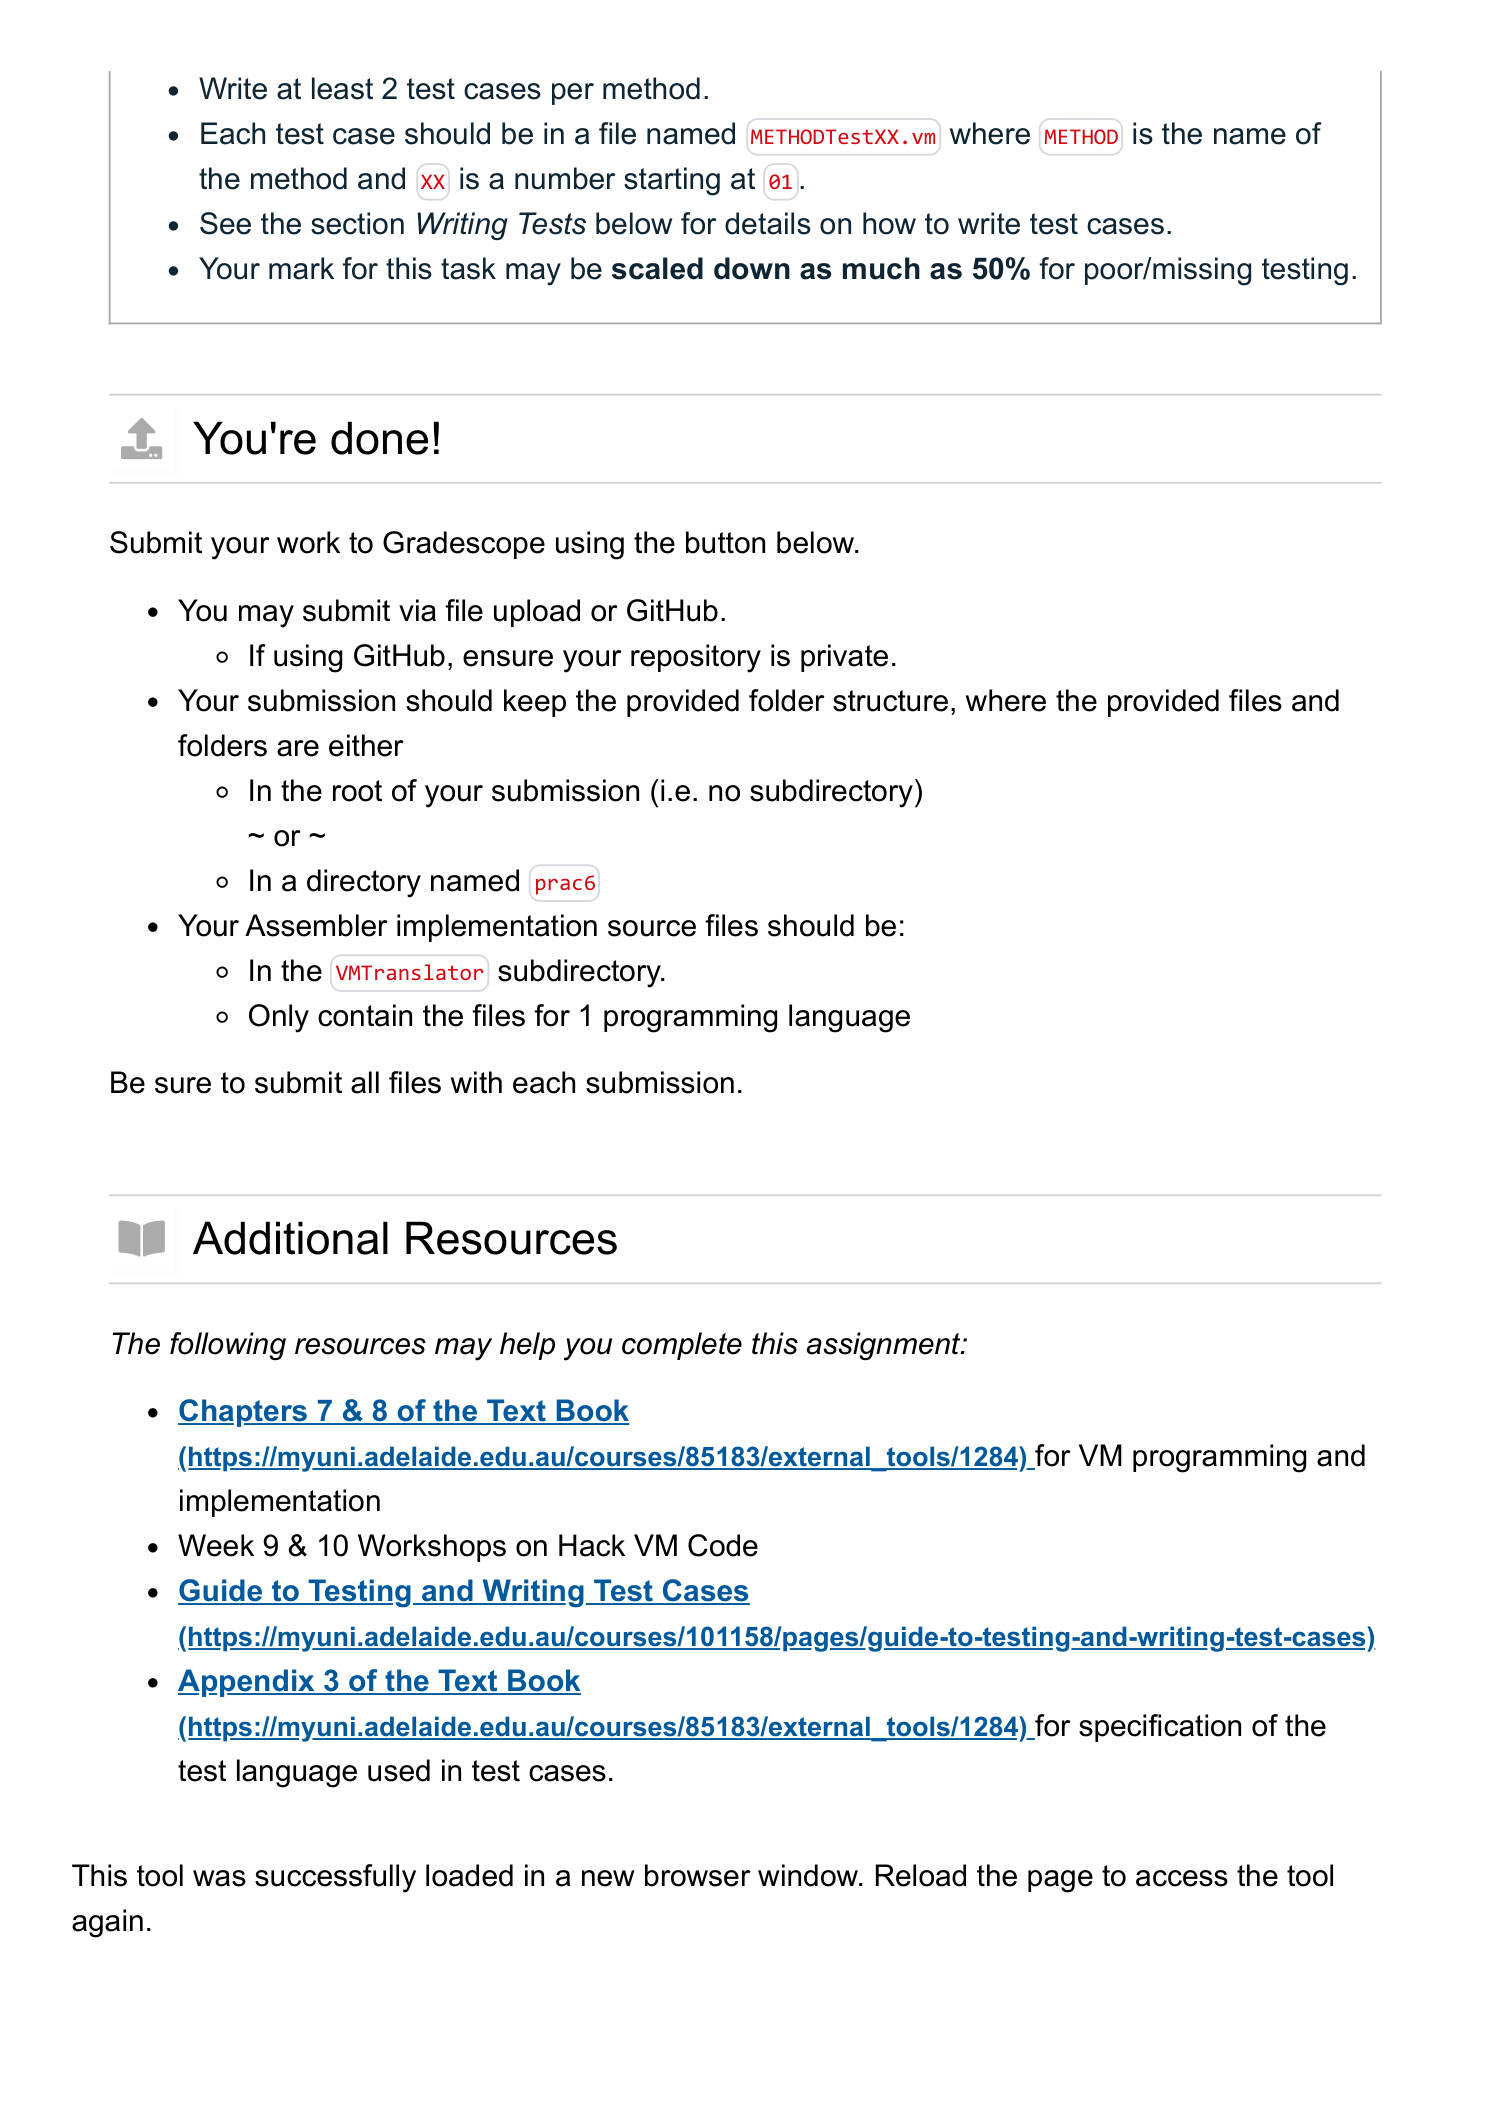 Write at least 2 test cases per method.
Each test case should be in a file named METHODTestXX.vm where METHOD is the name of
the method and XX is a number starting at 01.
See the section Writing Tests below for details on how to write test cases.
Your mark for this task may be scaled down as much as 50% for poor/missing testing.
You're done!
Submit your work to Gradescope using the button below.
You may submit via file upload or GitHub.
If using GitHub, ensure your repository is private.
Your submission should keep the provided folder structure, where the provided files and
folders are either
In the root of your submission (i.e. no subdirectory)
~ or ~
In a directory named prac6
Your Assembler implementation source files should be:
In the VMTranslator subdirectory.
Only contain the files for 1 programming language
Be sure to submit all files with each submission.
Additional Resources
The following resources may help you complete this assignment:
Chapters 7 & 8 of the Text Book
(https://myuni.adelaide.edu.au/courses/85183/external_tools/1284) for VM programming and
implementation
Week 9 & 10 Workshops on Hack VM Code
Guide to Testing and Writing Test Cases
(https://myuni.adelaide.edu.au/courses/101158/pages/guide-to-testing-and-writing-test-cases)
Appendix 3 of the Text Book
(https://myuni.adelaide.edu.au/courses/85183/external_tools/1284) for specification of the
test language used in test cases.
This tool was successfully loaded in a new browser window. Reload the page to access the tool
again.